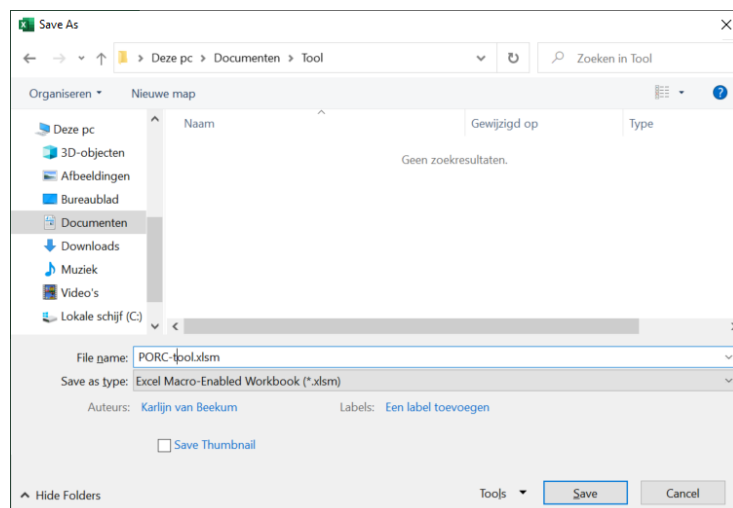 Save As
Deze pc > Documenten > Tool
Zoeken in Tool
Organiseren
Nieuwe map
Naam
Gewijzigd op
Type
Geen zoekresultaten.
Deze pc
3D-objecten
Afbeeldingen
Bureaublad
Documenten
Downloads
Muziek
Video's
Lokale schijf (C:)
File name: PORC-tool.xlsm
Save as type: Excel Macro-Enabled Workbook (*.xlsm)
Auteurs: Karlijn van Beekum
Labels: Een label toevoegen
Save Thumbnail
Hide Folders
Tools
Save
Cancel